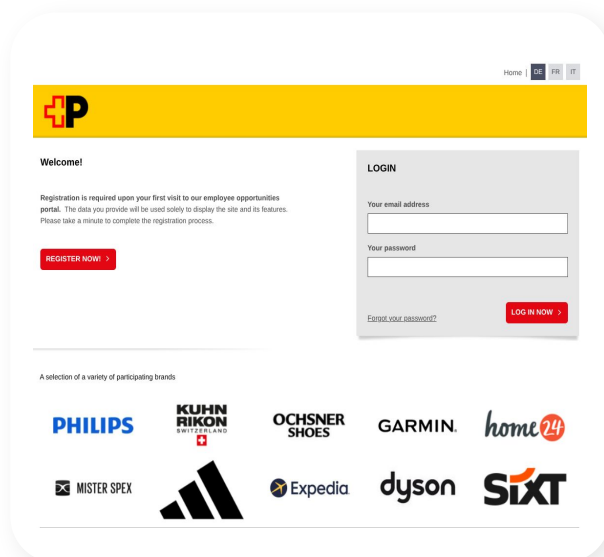 Home | DE FR IT
P
Welcome!
Registration is required upon your first visit to our employee opportunities
portal. The data you provide will be used solely to display the site and its features.
Please take a minute to complete the registration process.
REGISTER NOW! >
LOGIN
Your email address
Your password
Forgot your password?
LOG IN NOW >
A selection of a variety of participating brands
PHILIPS
KUHN
RIKON
SWITZERLAND
OCHSNER
SHOES
GARMIN.
home24
MISTER SPEX
Expedia
dyson
SIXT